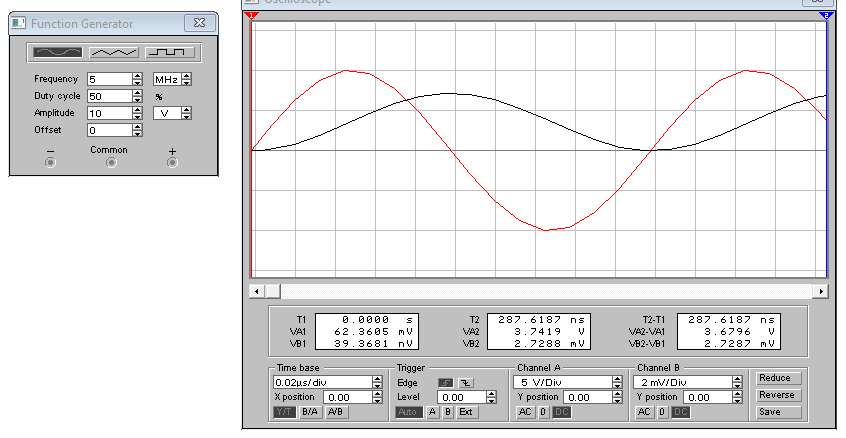 Oscilloscope
Function Generator
Frequency 5 MHz
Duty cycle 50 %
Amplitude 10 V
Offset 0
− Common +
1 2
T1 0.0000 s T2 287.6187 ns T2-T1 287.6187 ns
VA1 62.3605 mV VA2 3.7419 V VA2-VA1 3.6796 V
VB1 39.3681 nV VB2 2.7288 mV VB2-VB1 2.7287 mV
Time base Trigger Channel A Channel B
0.02µs/div Edge 5 V/Div 2 mV/Div Reduce
X position 0.00 Level 0.00 Y position 0.00 Y position 0.00 Reverse
Y/T B/A A/B Auto A B Ext AC 0 DC AC 0 DC Save